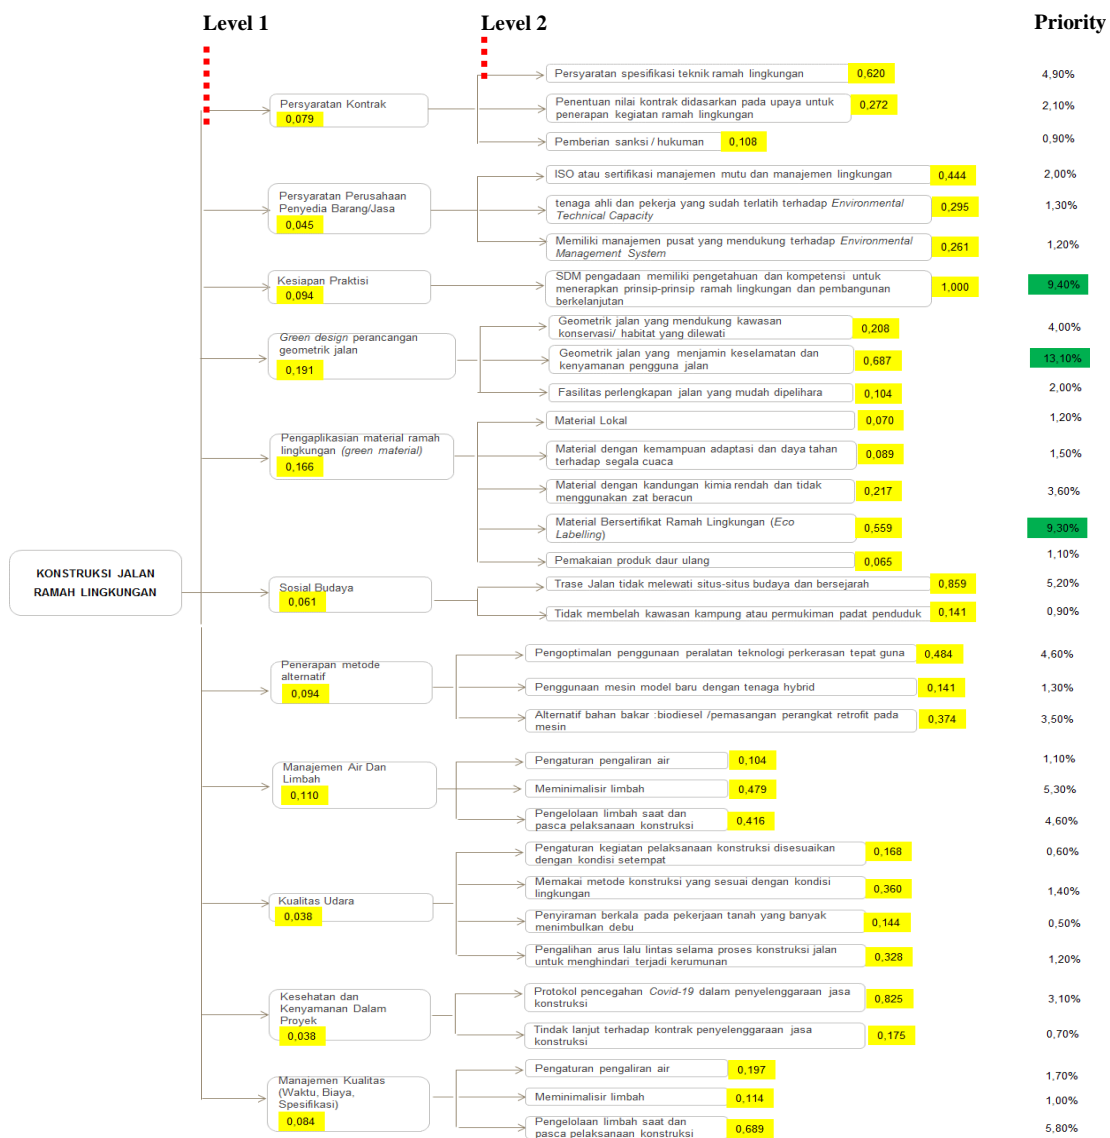 Level 1
Level 2
Priority
KONSTRUKSI JALAN
RAMAH LINGKUNGAN
Persyaratan Kontrak
0,079
Persyaratan spesifikasi teknik ramah lingkungan
0,620
4,90%
Penentuan nilai kontrak didasarkan pada upaya untuk
penerapan kegiatan ramah lingkungan
0,272
2,10%
Pemberian sanksi / hukuman
0,108
0,90%
Persyaratan Perusahaan
Penyedia Barang/Jasa
0,045
ISO atau sertifikasi manajemen mutu dan manajemen lingkungan
0,444
2,00%
tenaga ahli dan pekerja yang sudah terlatih terhadap Environmental
Technical Capacity
0,295
1,30%
Memiliki manajemen pusat yang mendukung terhadap Environmental
Management System
0,261
1,20%
Kesiapan Praktisi
0,094
SDM pengadaan memiliki pengetahuan dan kompetensi untuk
menerapkan prinsip-prinsip ramah lingkungan dan pembangunan
berkelanjutan
1,000
9,40%
Green design perancangan
geometrik jalan
0,191
Geometrik jalan yang mendukung kawasan
konservasi/ habitat yang dilewati
0,208
4,00%
Geometrik jalan yang menjamin keselamatan dan
kenyamanan pengguna jalan
0,687
13,10%
Fasilitas perlengkapan jalan yang mudah dipelihara
0,104
2,00%
Pengaplikasian material ramah
lingkungan (green material)
0,166
Material Lokal
0,070
1,20%
Material dengan kemampuan adaptasi dan daya tahan
terhadap segala cuaca
0,089
1,50%
Material dengan kandungan kimia rendah dan tidak
menggunakan zat beracun
0,217
3,60%
Material Bersertifikat Ramah Lingkungan (Eco
Labelling)
0,559
9,30%
Pemakaian produk daur ulang
0,065
1,10%
Sosial Budaya
0,061
Trase Jalan tidak melewati situs-situs budaya dan bersejarah
0,859
5,20%
Tidak membelah kawasan kampung atau permukiman padat penduduk
0,141
0,90%
Penerapan metode
alternatif
0,094
Pengoptimalan penggunaan peralatan teknologi perkerasan tepat guna
0,484
4,60%
Penggunaan mesin model baru dengan tenaga hybrid
0,141
1,30%
Alternatif bahan bakar :biodiesel /pemasangan perangkat retrofit pada
mesin
0,374
3,50%
Manajemen Air Dan
Limbah
0,110
Pengaturan pengaliran air
0,104
1,10%
Meminimalisir limbah
0,479
5,30%
Pengelolaan limbah saat dan
pasca pelaksanaan konstruksi
0,416
4,60%
Kualitas Udara
0,038
Pengaturan kegiatan pelaksanaan konstruksi disesuaikan
dengan kondisi setempat
0,168
0,60%
Memakai metode konstruksi yang sesuai dengan kondisi
lingkungan
0,360
1,40%
Penyiraman berkala pada pekerjaan tanah yang banyak
menimbulkan debu
0,144
0,50%
Pengalihan arus lalu lintas selama proses konstruksi jalan
untuk menghindari terjadi kerumunan
0,328
1,20%
Kesehatan dan
Kenyamanan Dalam
Proyek
0,038
Protokol pencegahan Covid-19 dalam penyelenggaraan jasa
konstruksi
0,825
3,10%
Tindak lanjut terhadap kontrak penyelenggaraan jasa
konstruksi
0,175
0,70%
Manajemen Kualitas
(Waktu, Biaya,
Spesifikasi)
0,084
Pengaturan pengaliran air
0,197
1,70%
Meminimalisir limbah
0,114
1,00%
Pengelolaan limbah saat dan
pasca pelaksanaan konstruksi
0,689
5,80%